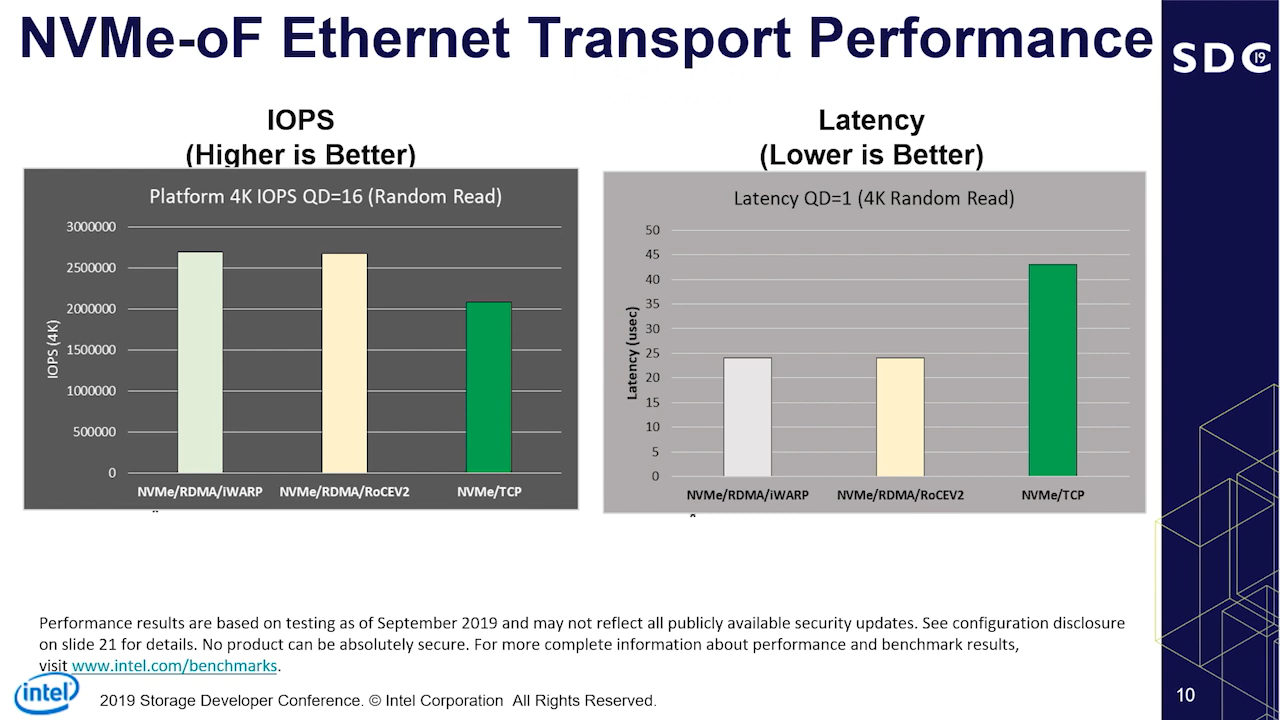 NVMe-oF Ethernet Transport Performance
SDC 19
IOPS
(Higher is Better)
Platform 4K IOPS QD=16 (Random Read)
3000000
2500000
2000000
1500000
1000000
500000
0
IOPS (4K)
NVMe/RDMA/iWARP NVMe/RDMA/RoCEV2 NVMe/TCP
Latency
(Lower is Better)
Latency QD=1 (4K Random Read)
50
45
40
35
30
25
20
15
10
5
0
Latency (usec)
NVMe/RDMA/iWARP NVMe/RDMA/RoCEV2 NVMe/TCP
Performance results are based on testing as of September 2019 and may not reflect all publicly available security updates. See configuration disclosure
on slide 21 for details. No product can be absolutely secure. For more complete information about performance and benchmark results,
visit www.intel.com/benchmarks.
intel
2019 Storage Developer Conference. © Intel Corporation All Rights Reserved.
10